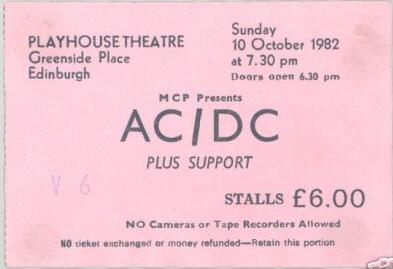 PLAYHOUSE THEATRE
Greenside Place
Edinburgh
Sunday
10 October 1982
at 7.30 pm
Doors open 6.30 pm
MCP Presents
AC/DC
PLUS SUPPORT
V 6
STALLS £6.00
NO Cameras or Tape Recorders Allowed
NO ticket exchanged or money refunded—Retain this portion